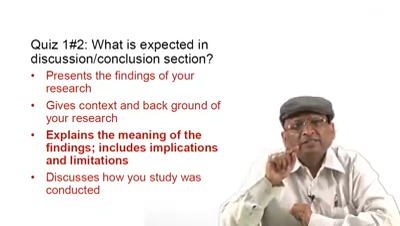 Quiz 1#2: What is expected in
discussion/conclusion section?
• Presents the findings of your
research
• Gives context and back ground of
your research
• Explains the meaning of the
findings; includes implications
and limitations
• Discusses how you study was
conducted